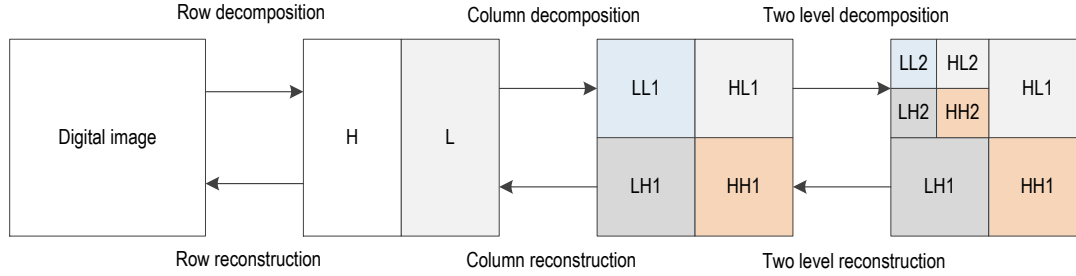 Row decomposition
Column decomposition
Two level decomposition
Digital image
H
L
LL1
HL1
LH1
HH1
LL2
HL2
LH2
HH2
HL1
LH1
HH1
Row reconstruction
Column reconstruction
Two level reconstruction